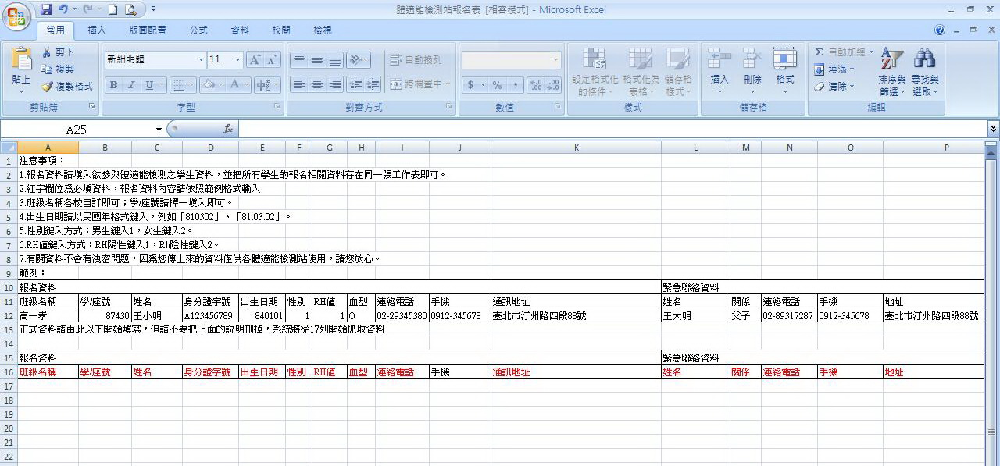 體適能檢測站報名表 [相容模式] - Microsoft Excel
常用 插入 版面配置 公式 資料 校閱 檢視
貼上 剪下 複製 複製格式 剪貼簿
新細明體 11 A A B I U A 中 字型
自動換列 跨欄置中 對齊方式
$ % , 數值
設定格式化的條件 格式化為表格 儲存格樣式 樣式
插入 刪除 格式 儲存格
Σ 自動加總 填滿 清除 排序與篩選 尋找與選取 編輯
A25 fx
A B C D E F G H I J K L M N O P
1 注意事項：
2 1.報名資料請填入欲參與體適能檢測之學生資料，並把所有學生的報名相關資料存在同一張工作表即可。
3 2.紅字欄位為必填資料，報名資料內容請依照範例格式輸入
4 3.班級名稱各校自訂即可；學/座號請擇一填入即可。
5 4.出生日期請以民國年格式鍵入，例如「810302」、「81.03.02」。
6 5.性別鍵入方式：男生鍵入1，女生鍵入2。
7 6.RH值鍵入方式：RH陽性鍵入1，Rh陰性鍵入2。
8 7.有關資料不會有洩密問題，因為您傳上來的資料僅供各體適能檢測站使用，請您放心。
9 範例：
10 報名資料 緊急聯絡資料
11 班級名稱 學/座號 姓名 身分證字號 出生日期 性別 RH值 血型 連絡電話 手機 通訊地址 姓名 關係 連絡電話 手機 地址
12 高一孝 87430 王小明 A123456789 840101 1 1 O 02-29345380 0912-345678 臺北市汀州路四段88號 王大明 父子 02-89317287 0912-345678 臺北市汀州路四段88號
13 正式資料請由此以下開始填寫，但請不要把上面的說明刪掉，系統將從17列開始抓取資料
14
15 報名資料 緊急聯絡資料
16 班級名稱 學/座號 姓名 身分證字號 出生日期 性別 RH值 血型 連絡電話 手機 通訊地址 姓名 關係 連絡電話 手機 地址
17
18
19
20
21
22